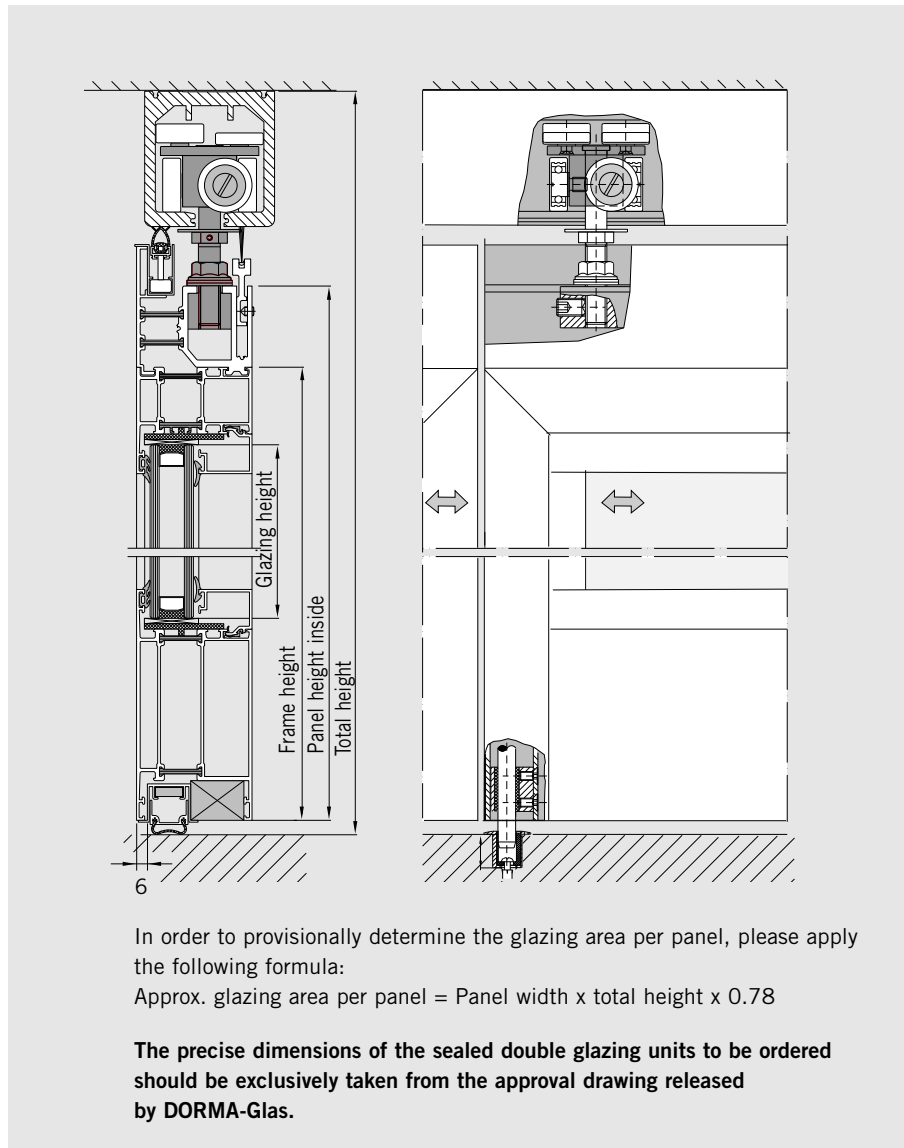 Glazing height
Frame height
Panel height inside
Total height
6
In order to provisionally determine the glazing area per panel, please apply
the following formula:
Approx. glazing area per panel = Panel width x total height x 0.78
The precise dimensions of the sealed double glazing units to be ordered
should be exclusively taken from the approval drawing released
by DORMA-Glas.